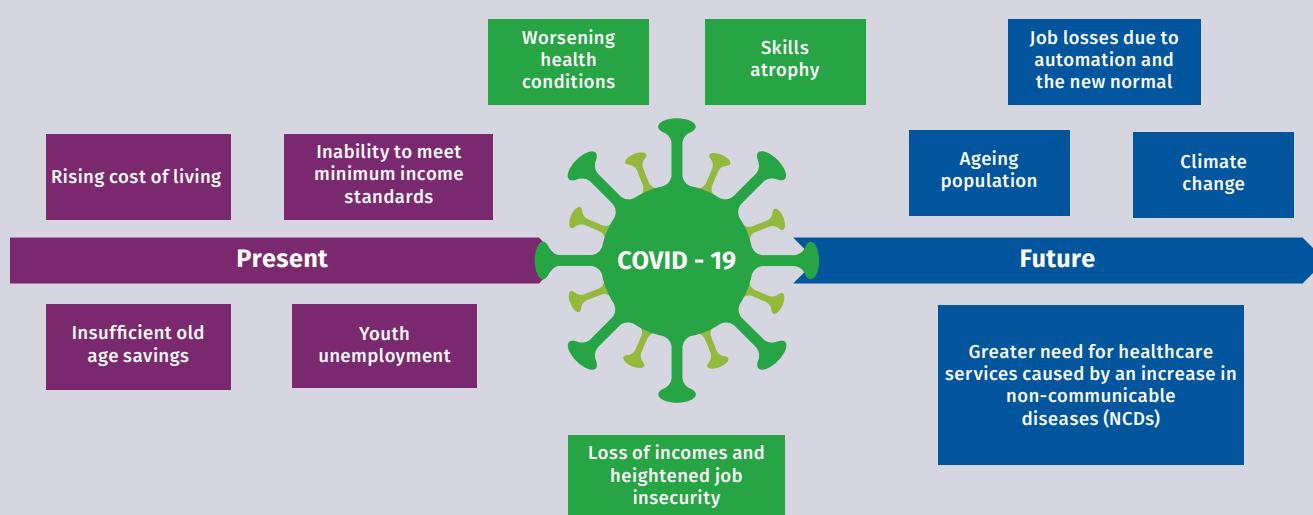 Worsening
health
conditions
Skills
atrophy
Job losses due to
automation and
the new normal
Rising cost of living
Inability to meet
minimum income
standards
Ageing
population
Climate
change
Present
COVID - 19
Future
Insufficient old
age savings
Youth
unemployment
Greater need for healthcare
services caused by an increase in
non-communicable
diseases (NCDs)
Loss of incomes and
heightened job
insecurity